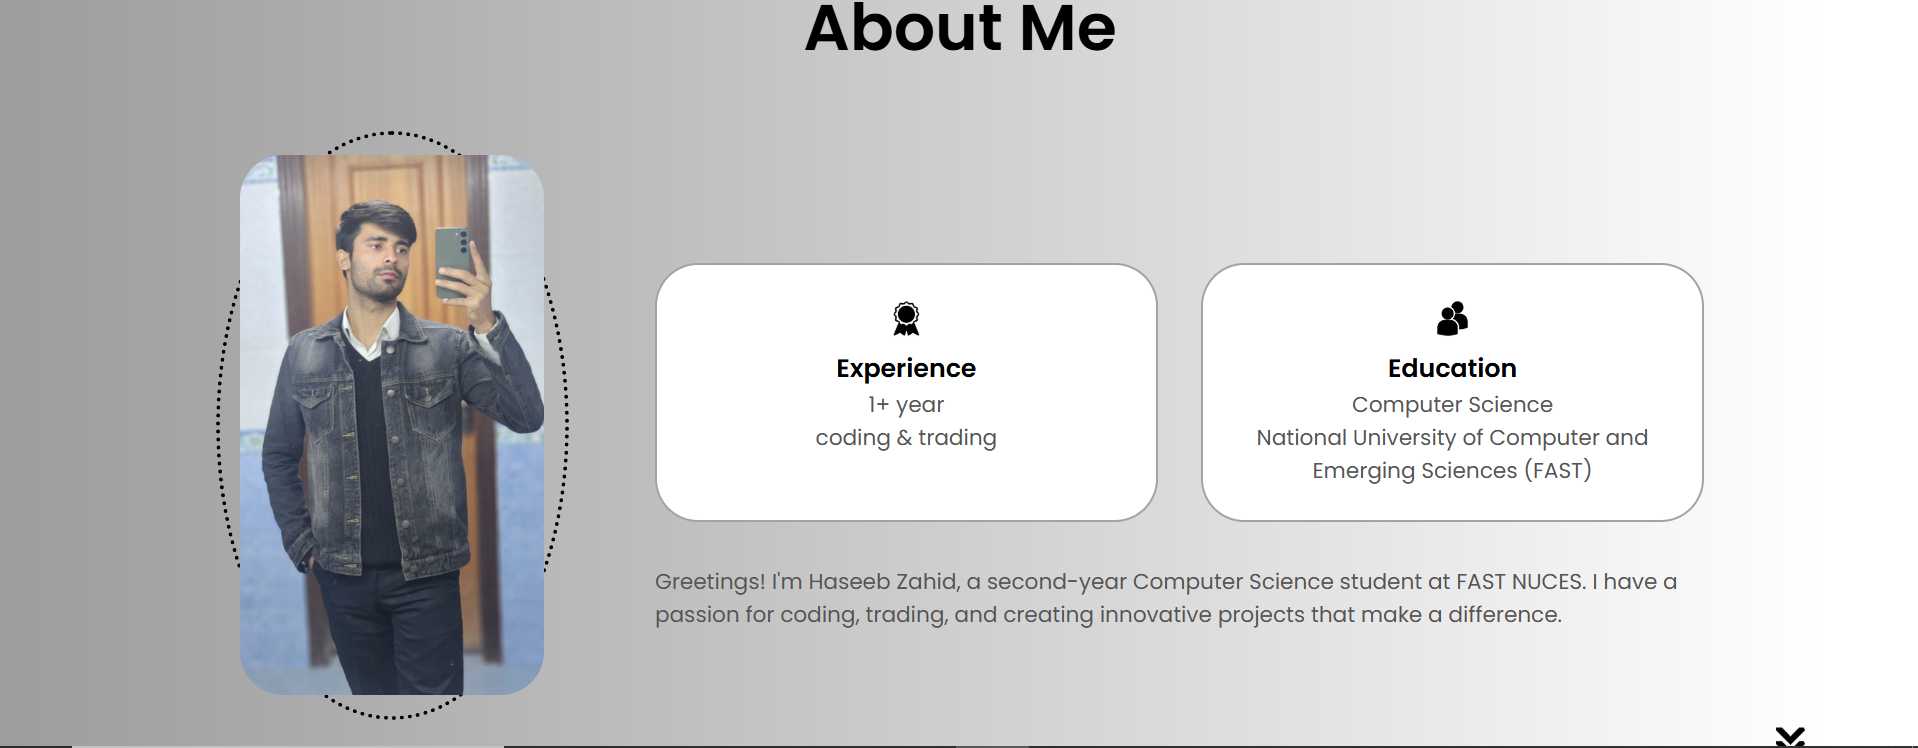 About Me
Experience
1+ year
coding & trading
Education
Computer Science
National University of Computer and
Emerging Sciences (FAST)
Greetings! I'm Haseeb Zahid, a second-year Computer Science student at FAST NUCES. I have a
passion for coding, trading, and creating innovative projects that make a difference.